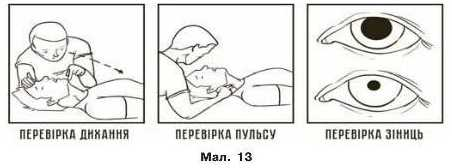 ПЕРЕВІРКА ДИХАННЯ
ПЕРЕВІРКА ПУЛЬСУ
ПЕРЕВІРКА ЗІНИЦЬ
Мал. 13